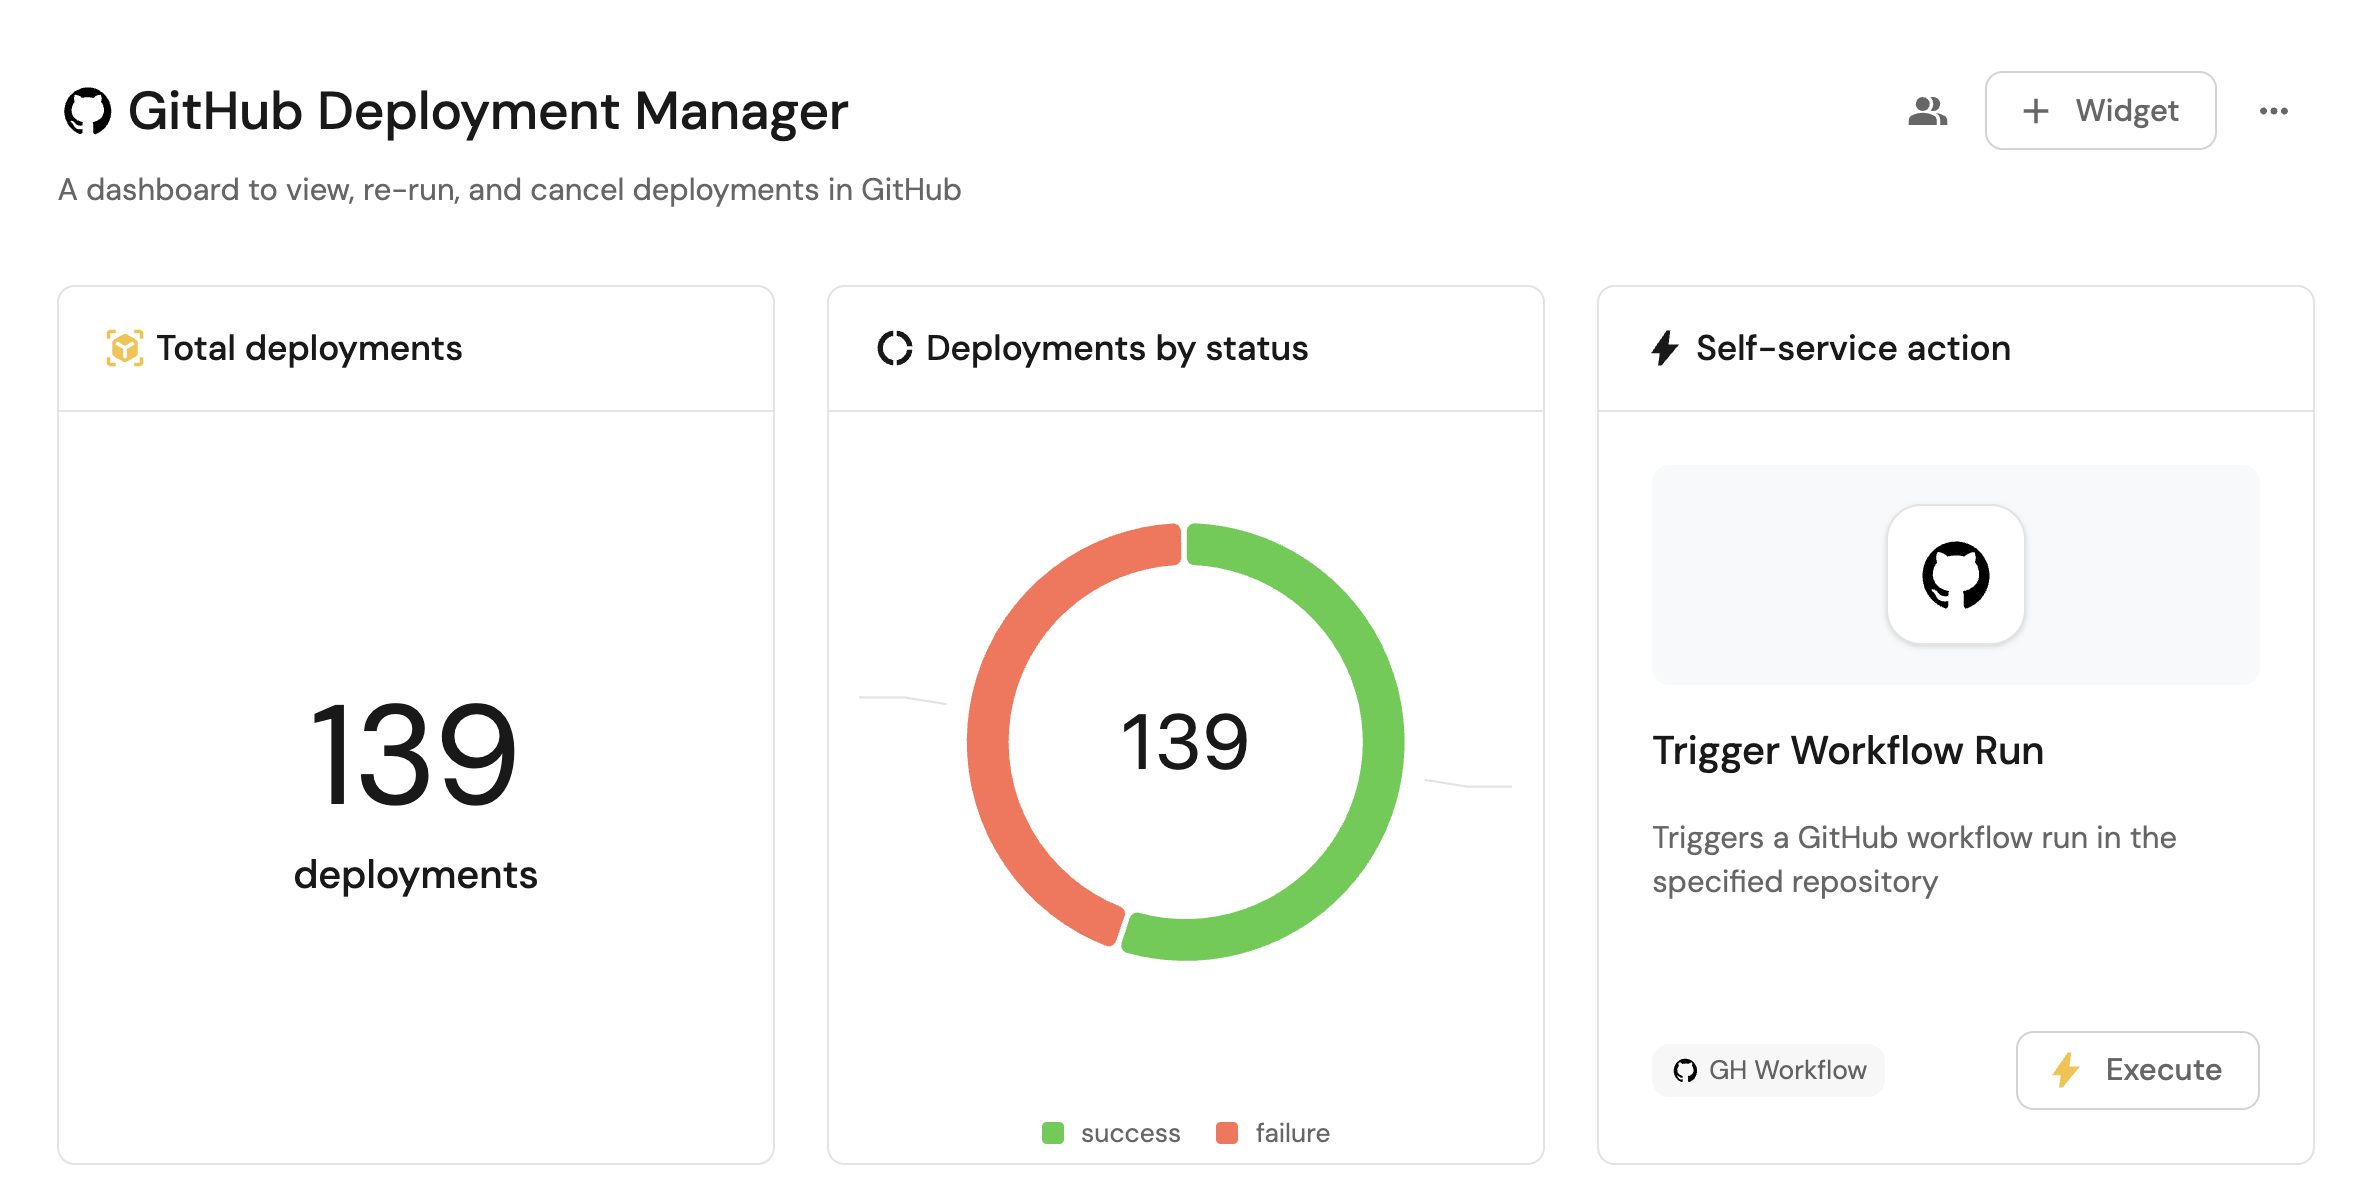 GitHub Deployment Manager
+ Widget
A dashboard to view, re-run, and cancel deployments in GitHub
Total deployments
139
deployments
Deployments by status
139
success
failure
Self-service action
Trigger Workflow Run
Triggers a GitHub workflow run in the
specified repository
GH Workflow
Execute